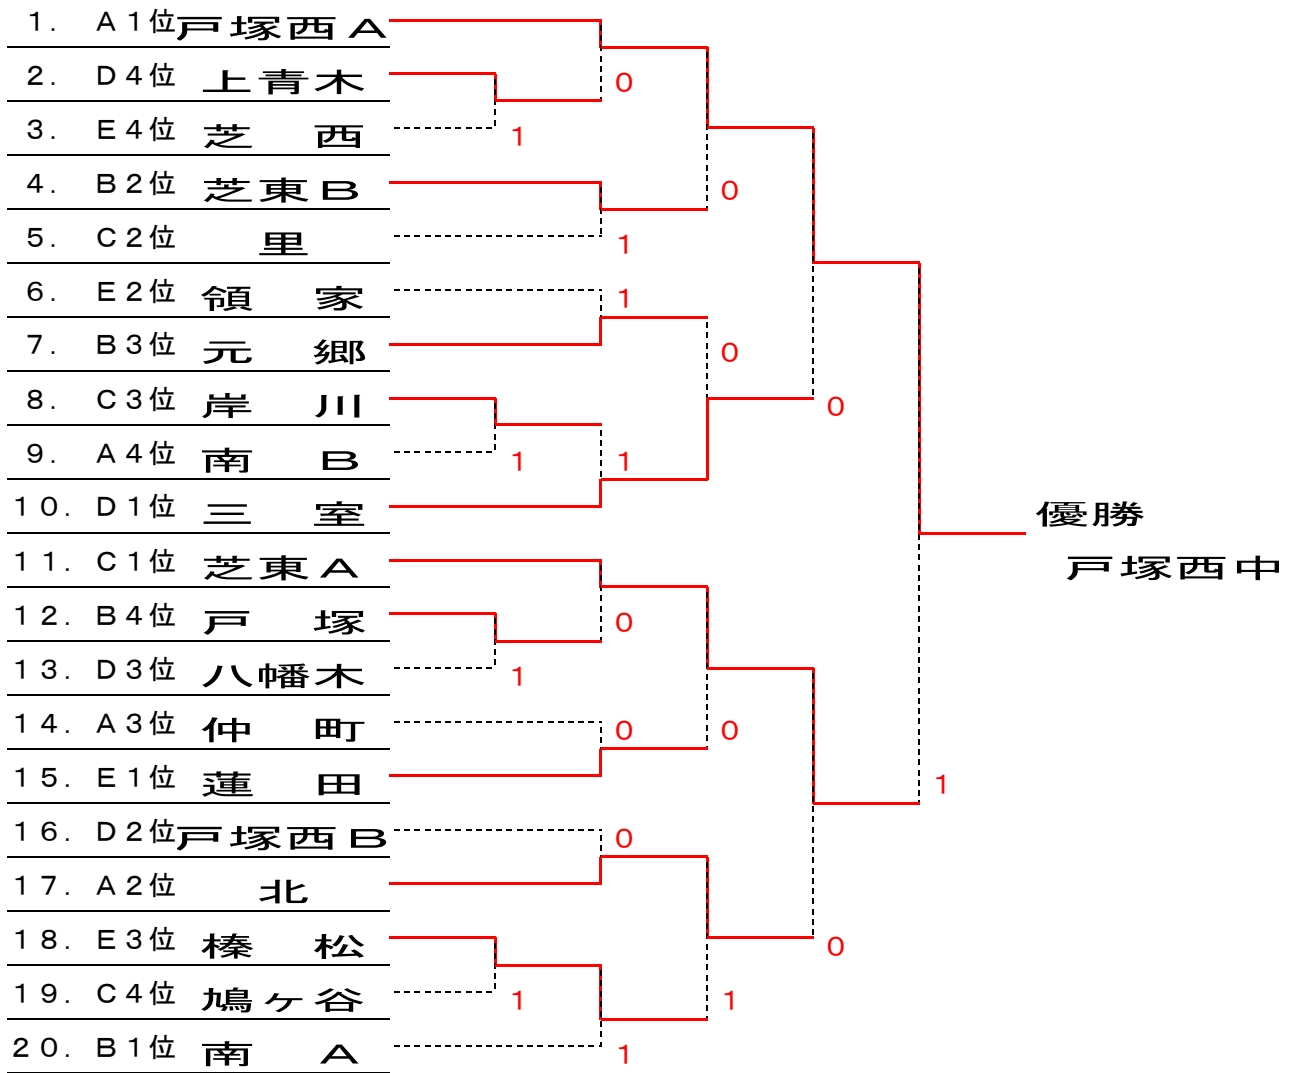 １．　Ａ１位戸塚西Ａ
２．　Ｄ４位　上青木
0
３．　Ｅ４位　芝　西
1
４．　Ｂ２位　芝東Ｂ
0
５．　Ｃ２位　里
1
６．　Ｅ２位　領　家
1
７．　Ｂ３位　元　郷
0
８．　Ｃ３位　岸　川
0
９．　Ａ４位　南　Ｂ
1
1
１０．　Ｄ１位　三　室
優勝
１１．　Ｃ１位　芝東Ａ
戸塚西中
１２．　Ｂ４位　戸　塚
0
１３．　Ｄ３位　八幡木
1
１４．　Ａ３位　仲　町
0
0
１５．　Ｅ１位　蓮　田
1
１６．　Ｄ２位戸塚西Ｂ
0
１７．　Ａ２位　北
１８．　Ｅ３位　榛　松
0
１９．　Ｃ４位　鳩ヶ谷
1
1
２０．　Ｂ１位　南　Ａ
1